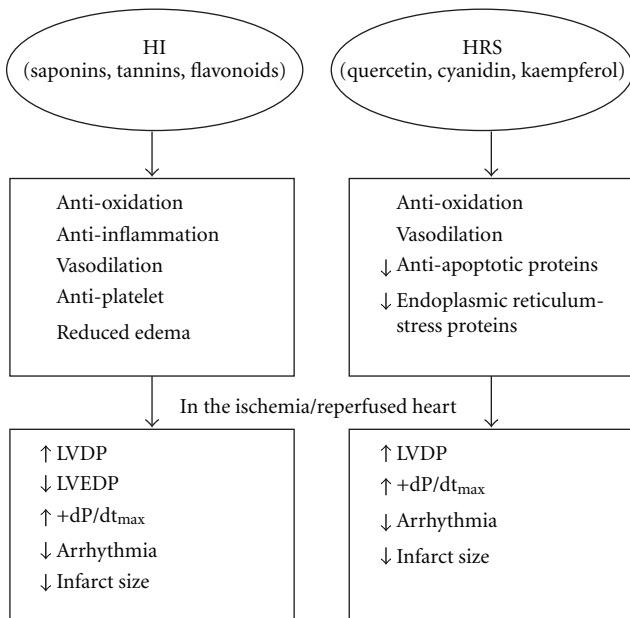 HI
(saponins, tannins, flavonoids)
HRS
(quercetin, cyanidin, kaempferol)
Anti-oxidation
Anti-inflammation
Vasodilation
Anti-platelet
Reduced edema
Anti-oxidation
Vasodilation
↓ Anti-apoptotic proteins
↓ Endoplasmic reticulum-
stress proteins
In the ischemia/reperfused heart
↑ LVDP
↓ LVEDP
↑ +dP/dtmax
↓ Arrhythmia
↓ Infarct size
↑ LVDP
↑ +dP/dtmax
↓ Arrhythmia
↓ Infarct size